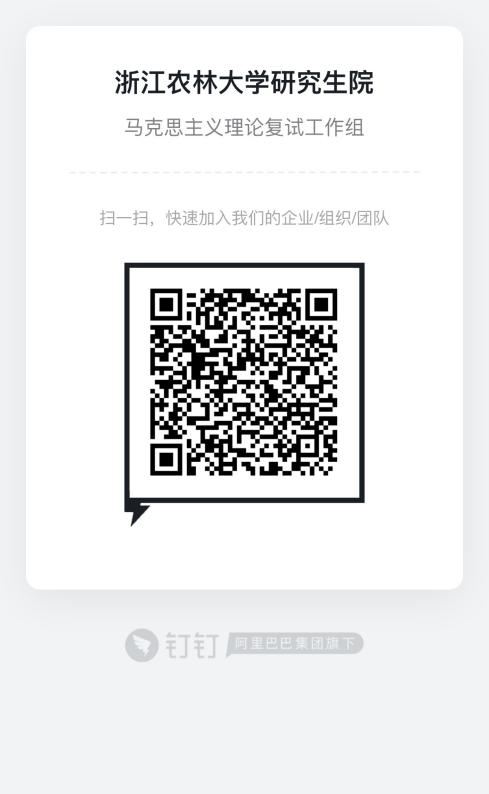 浙江农林大学研究生院
马克思主义理论复试工作组
扫一扫，快速加入我们的企业/组织/团队
钉钉 阿里巴巴集团旗下